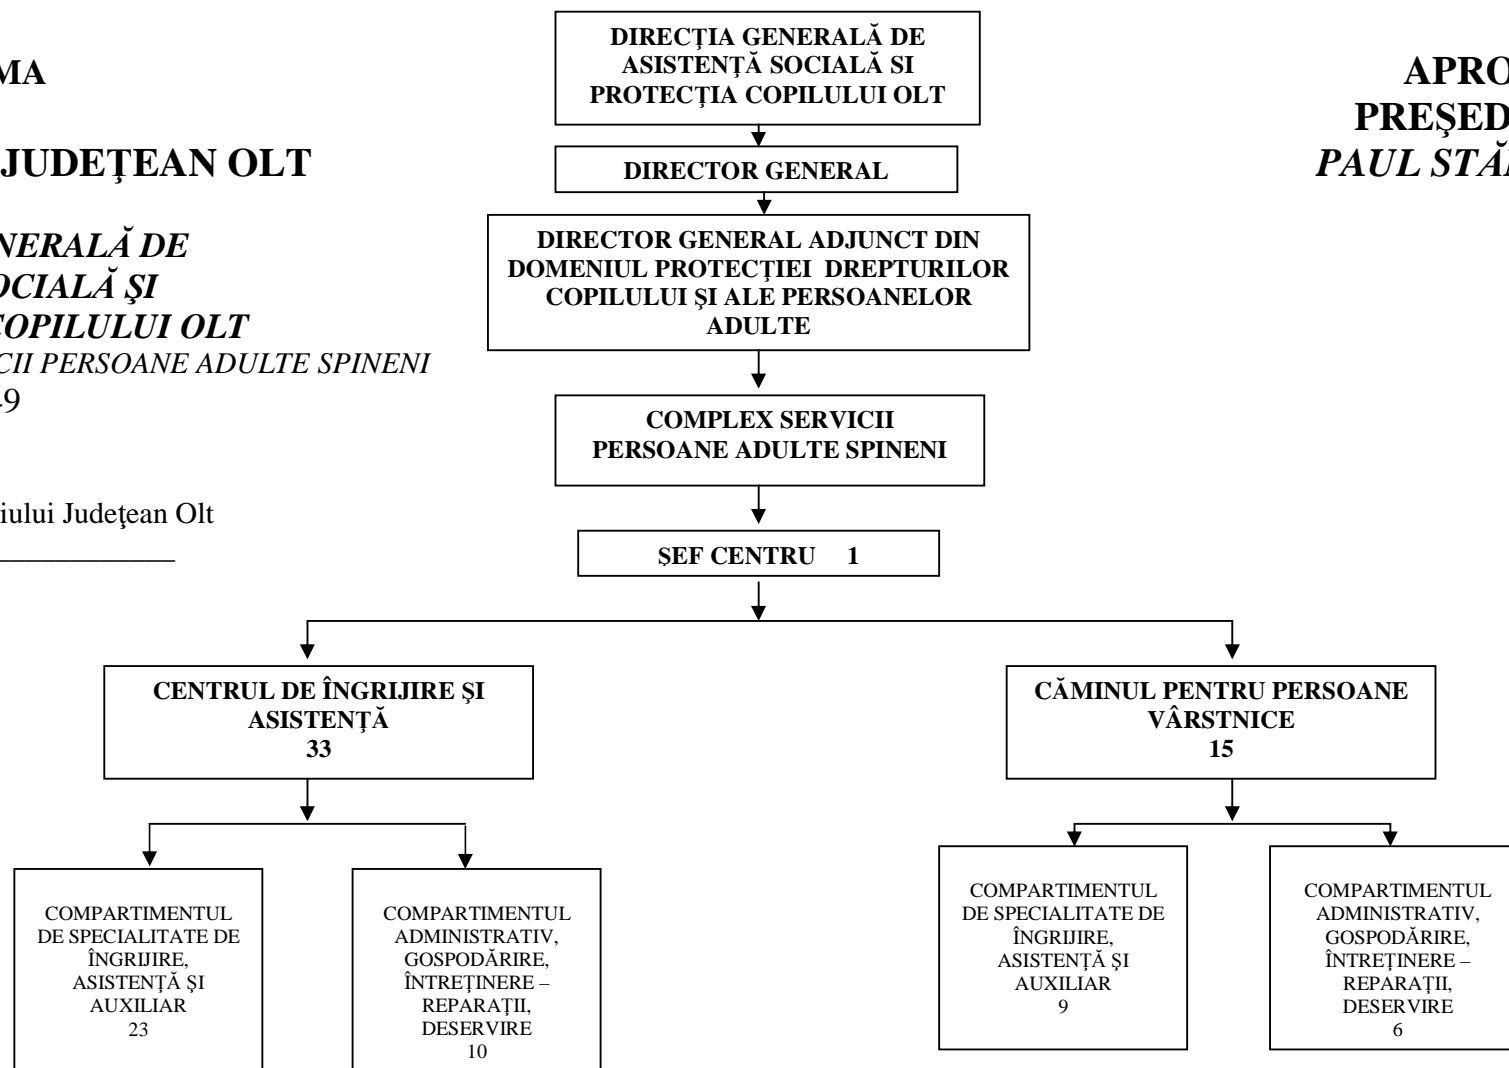 MA
JUDEŢEAN OLT
NERALĂ DE
OCIALĂ ŞI
COPILULUI OLT
CII PERSOANE ADULTE SPINENI
9
iului Judeţean Olt
____________
DIRECŢIA GENERALĂ DE
ASISTENŢĂ SOCIALĂ SI
PROTECŢIA COPILULUI OLT
APRO
PREŞED
PAUL STĂ
DIRECTOR GENERAL
DIRECTOR GENERAL ADJUNCT DIN
DOMENIUL PROTECŢIEI DREPTURILOR
COPILULUI ŞI ALE PERSOANELOR
ADULTE
COMPLEX SERVICII
PERSOANE ADULTE SPINENI
ŞEF CENTRU 1
CENTRUL DE ÎNGRIJIRE ŞI
ASISTENŢĂ
33
CĂMINUL PENTRU PERSOANE
VÂRSTNICE
15
COMPARTIMENTUL
DE SPECIALITATE DE
ÎNGRIJIRE,
ASISTENŢĂ ŞI
AUXILIAR
23
COMPARTIMENTUL
ADMINISTRATIV,
GOSPODĂRIRE,
ÎNTREŢINERE –
REPARAŢII,
DESERVIRE
10
COMPARTIMENTUL
DE SPECIALITATE DE
ÎNGRIJIRE,
ASISTENŢĂ ŞI
AUXILIAR
9
COMPARTIMENTUL
ADMINISTRATIV,
GOSPODĂRIRE,
ÎNTREŢINERE –
REPARAŢII,
DESERVIRE
6